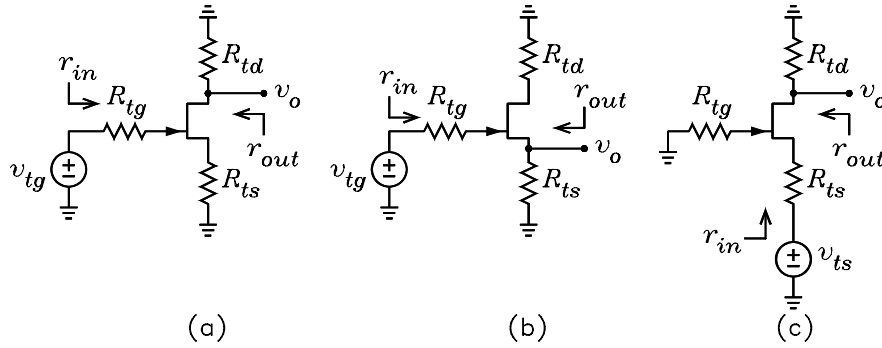 R_td
r_in
R_tg
v_o
r_out
v_tg
R_ts
(a)
R_td
r_in
R_tg
r_out
v_o
v_tg
R_ts
(b)
R_td
v_o
R_tg
r_out
R_ts
r_in
v_ts
(c)